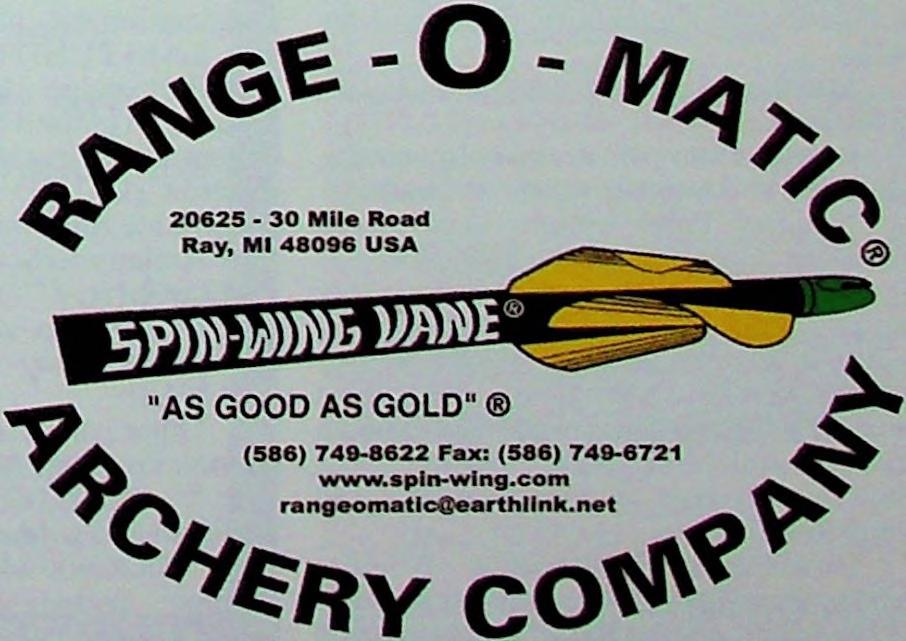 RANGE - O - MATIC®
20625 - 30 Mile Road
Ray, MI 48096 USA
SPIN-WING VANE®
"AS GOOD AS GOLD" ®
(586) 749-8622 Fax: (586) 749-6721
www.spin-wing.com
rangeomatic@earthlink.net
ARCHERY COMPANY